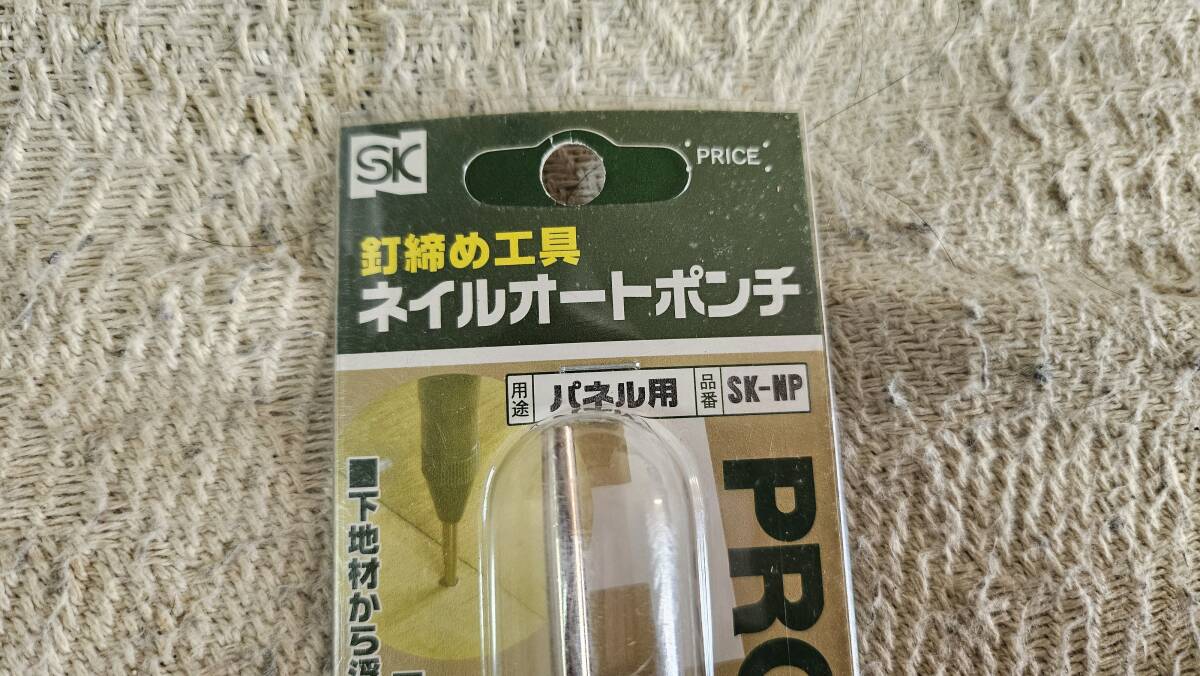 SK
PRICE
釘締め工具
ネイルオートポンチ
用途 パネル用 品番 SK-NP
■下地材から浮
PRO